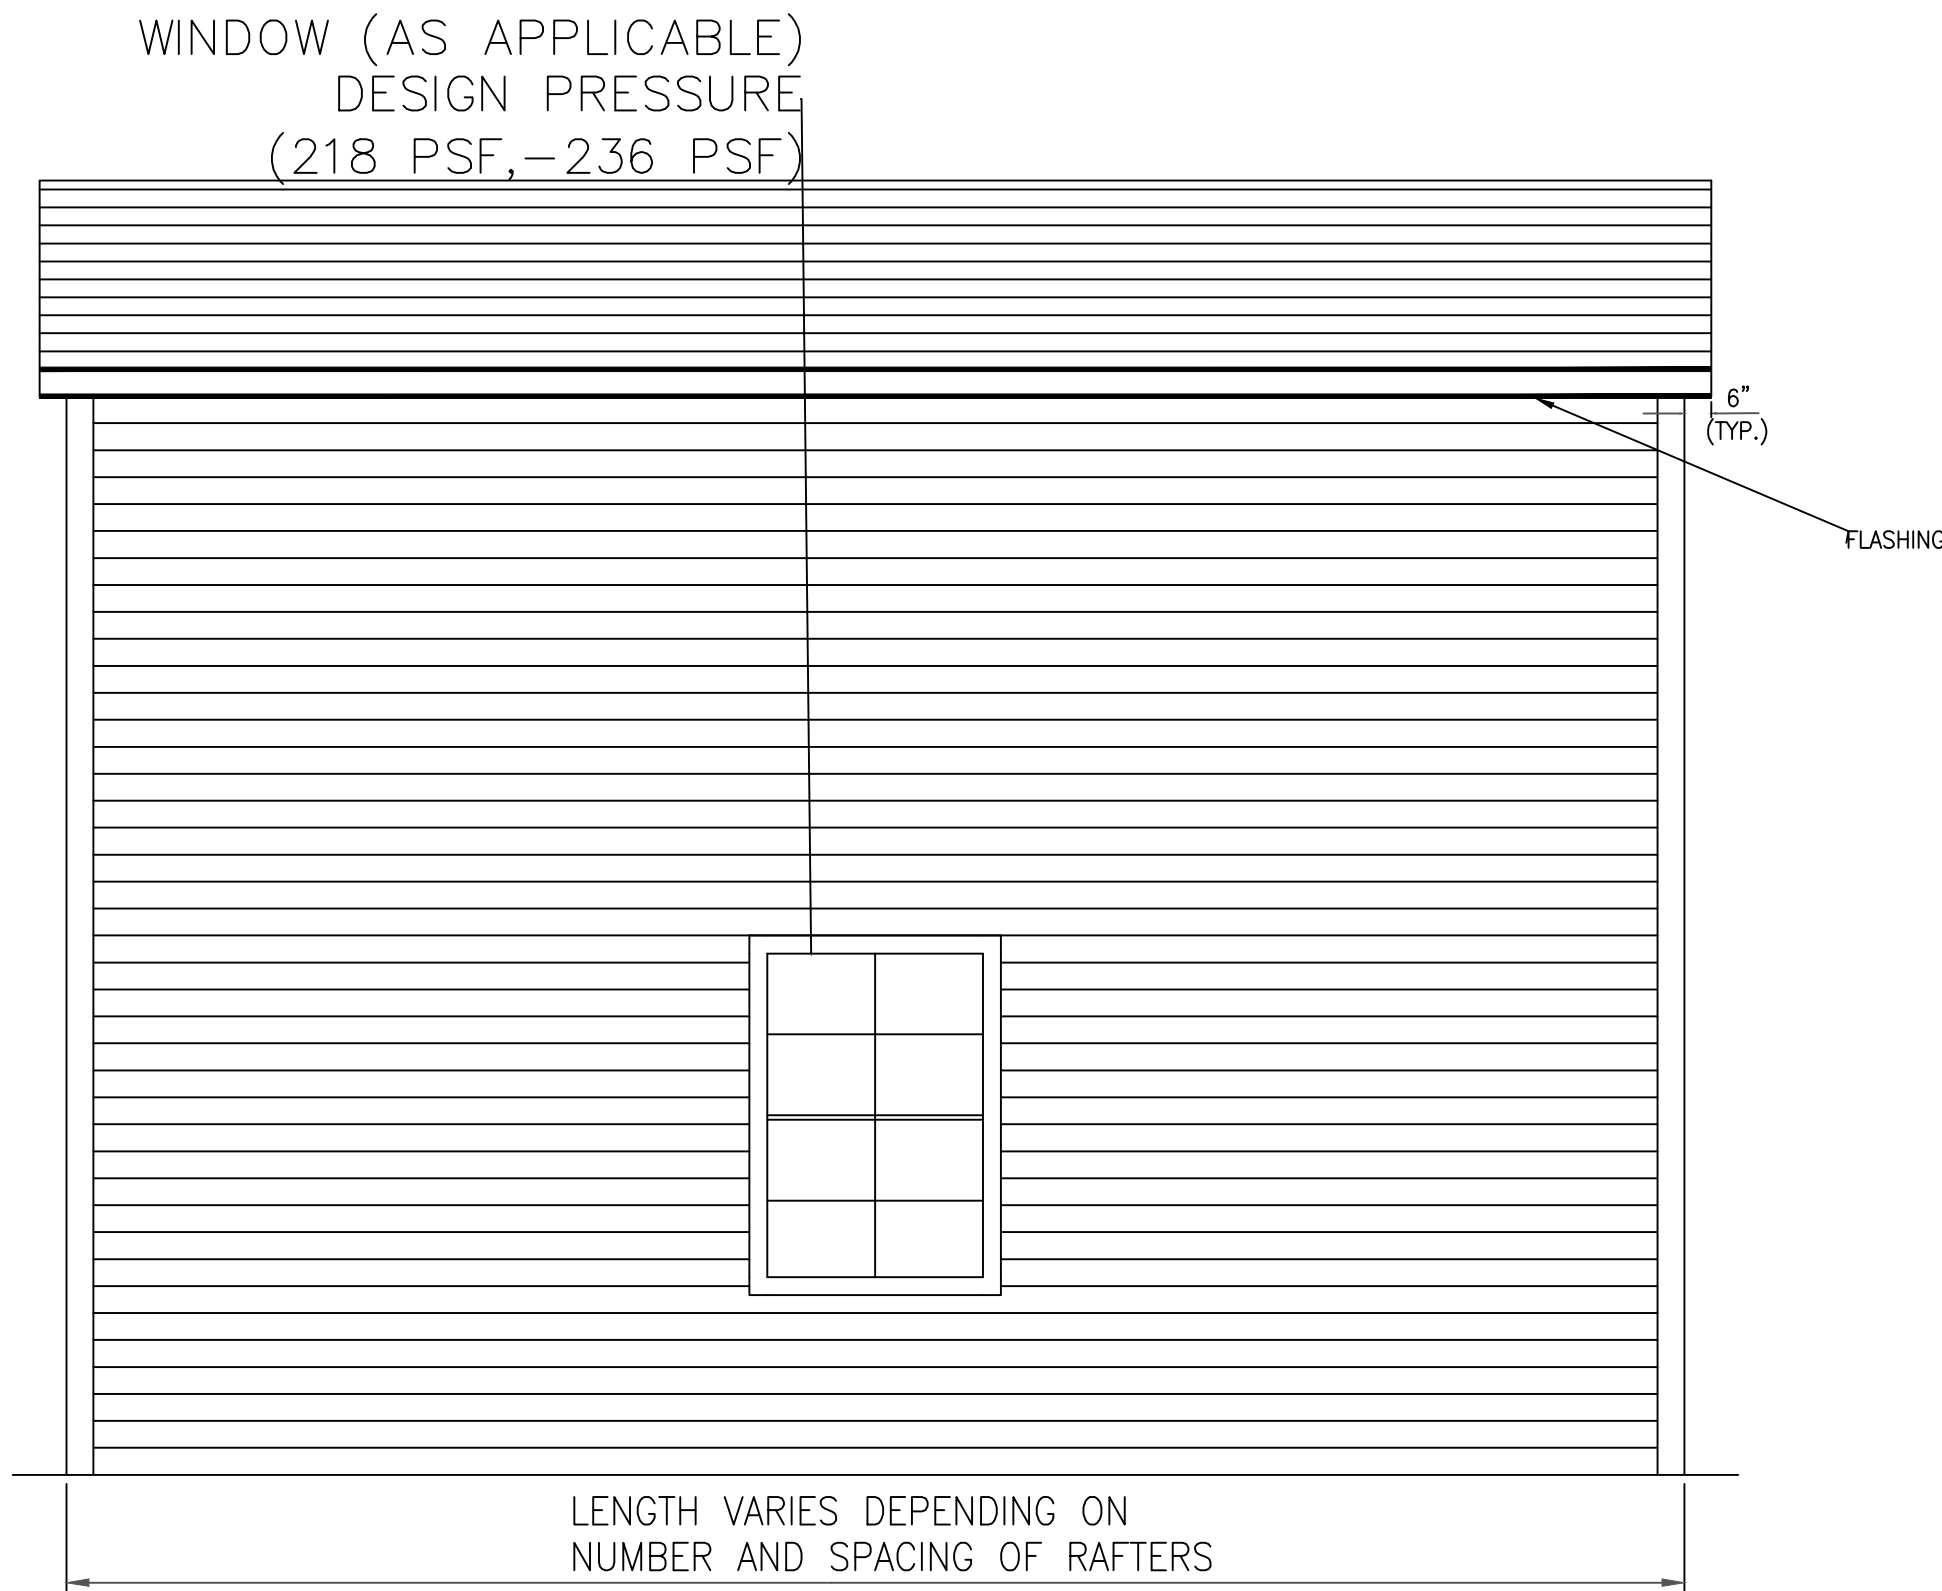 WINDOW (AS APPLICABLE)
DESIGN PRESSURE
(218 PSF,-236 PSF)
6"
(TYP.)
FLASHING
LENGTH VARIES DEPENDING ON
NUMBER AND SPACING OF RAFTERS